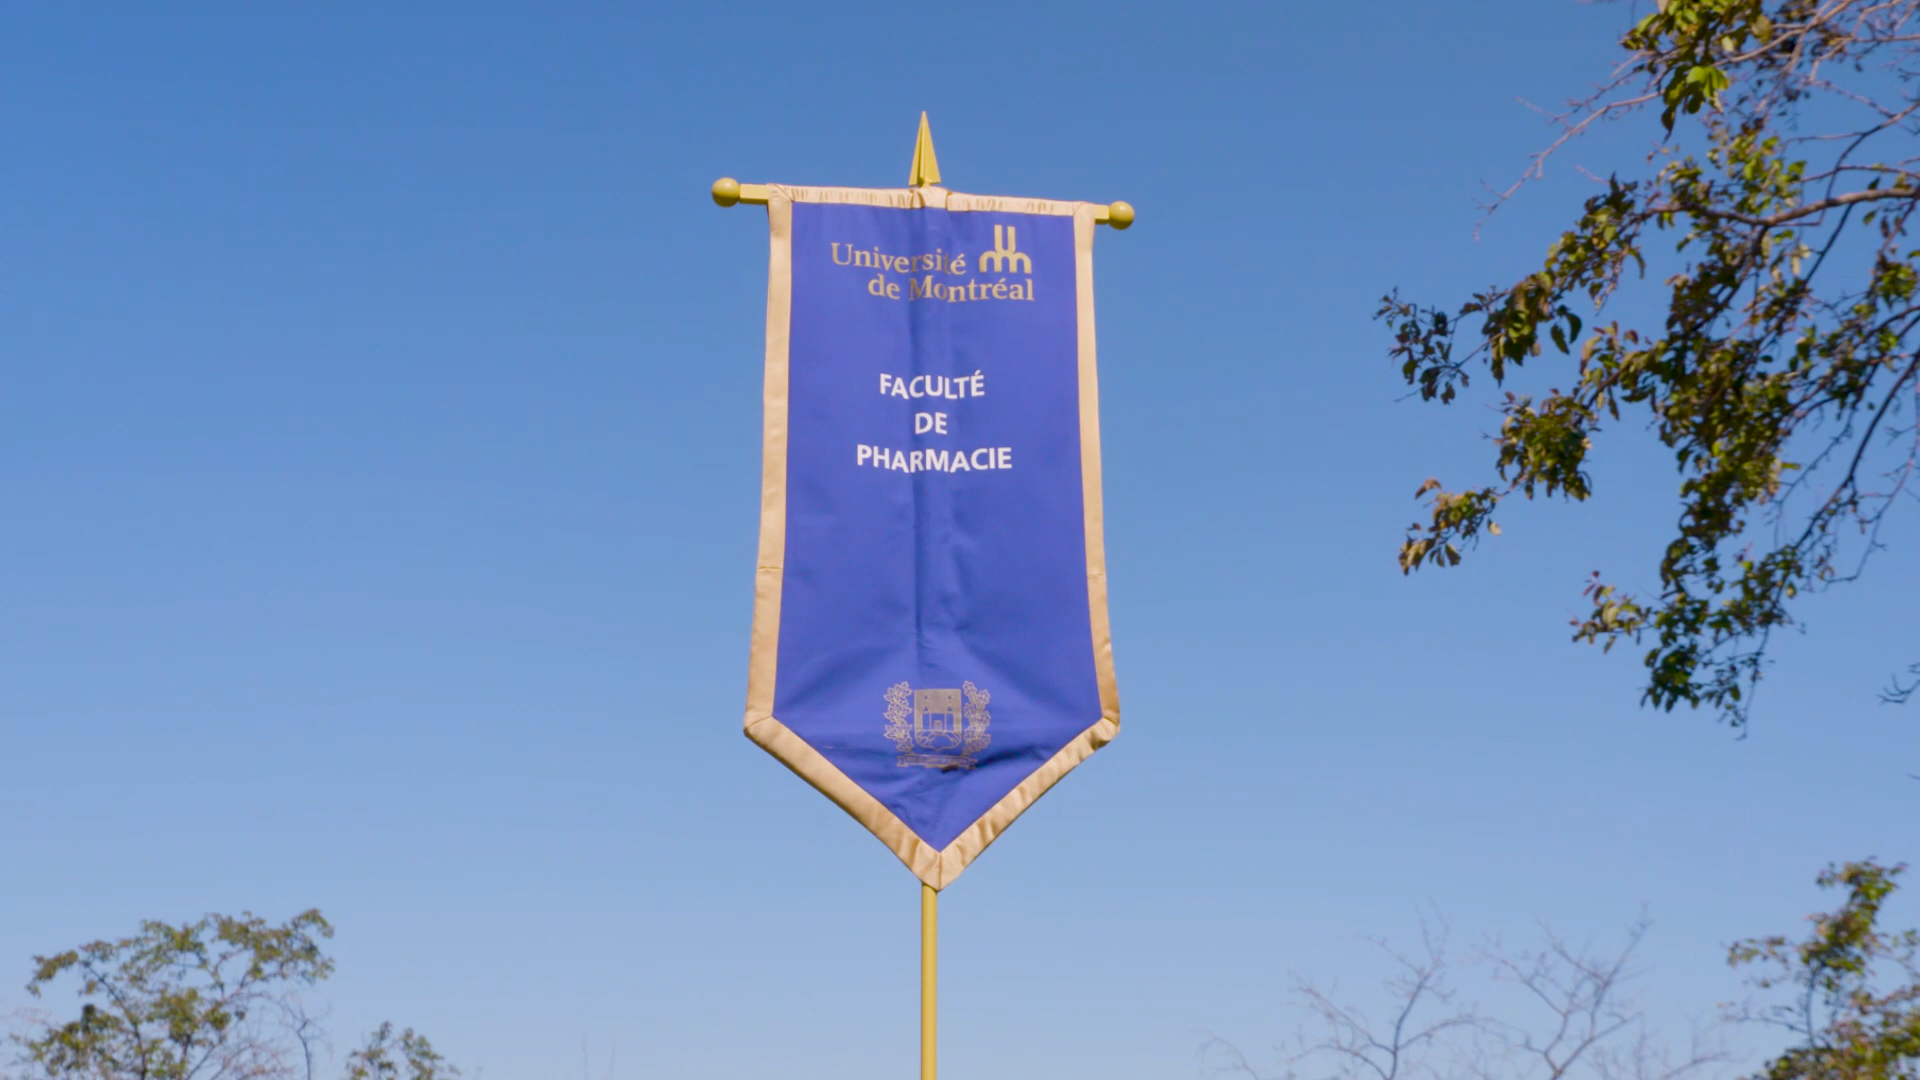 Université
de Montréal
FACULTÉ
DE
PHARMACIE